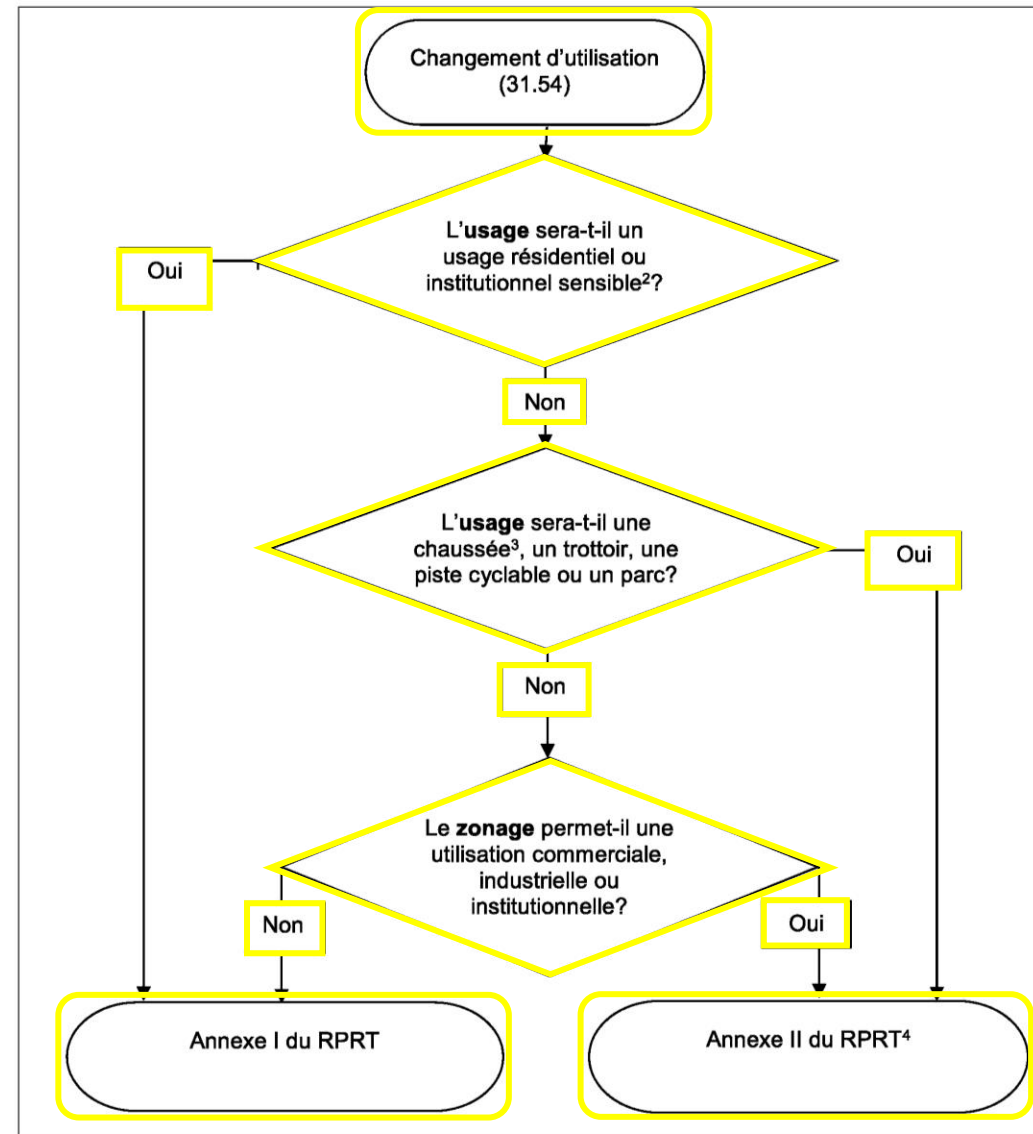 Changement d'utilisation
(31.54)
L'usage sera-t-il un
usage résidentiel ou
institutionnel sensible²?
Oui
Non
L'usage sera-t-il une
chaussée³, un trottoir, une
piste cyclable ou un parc?
Oui
Non
Le zonage permet-il une
utilisation commerciale,
industrielle ou
institutionnelle?
Non
Oui
Annexe I du RPRT
Annexe II du RPRT⁴